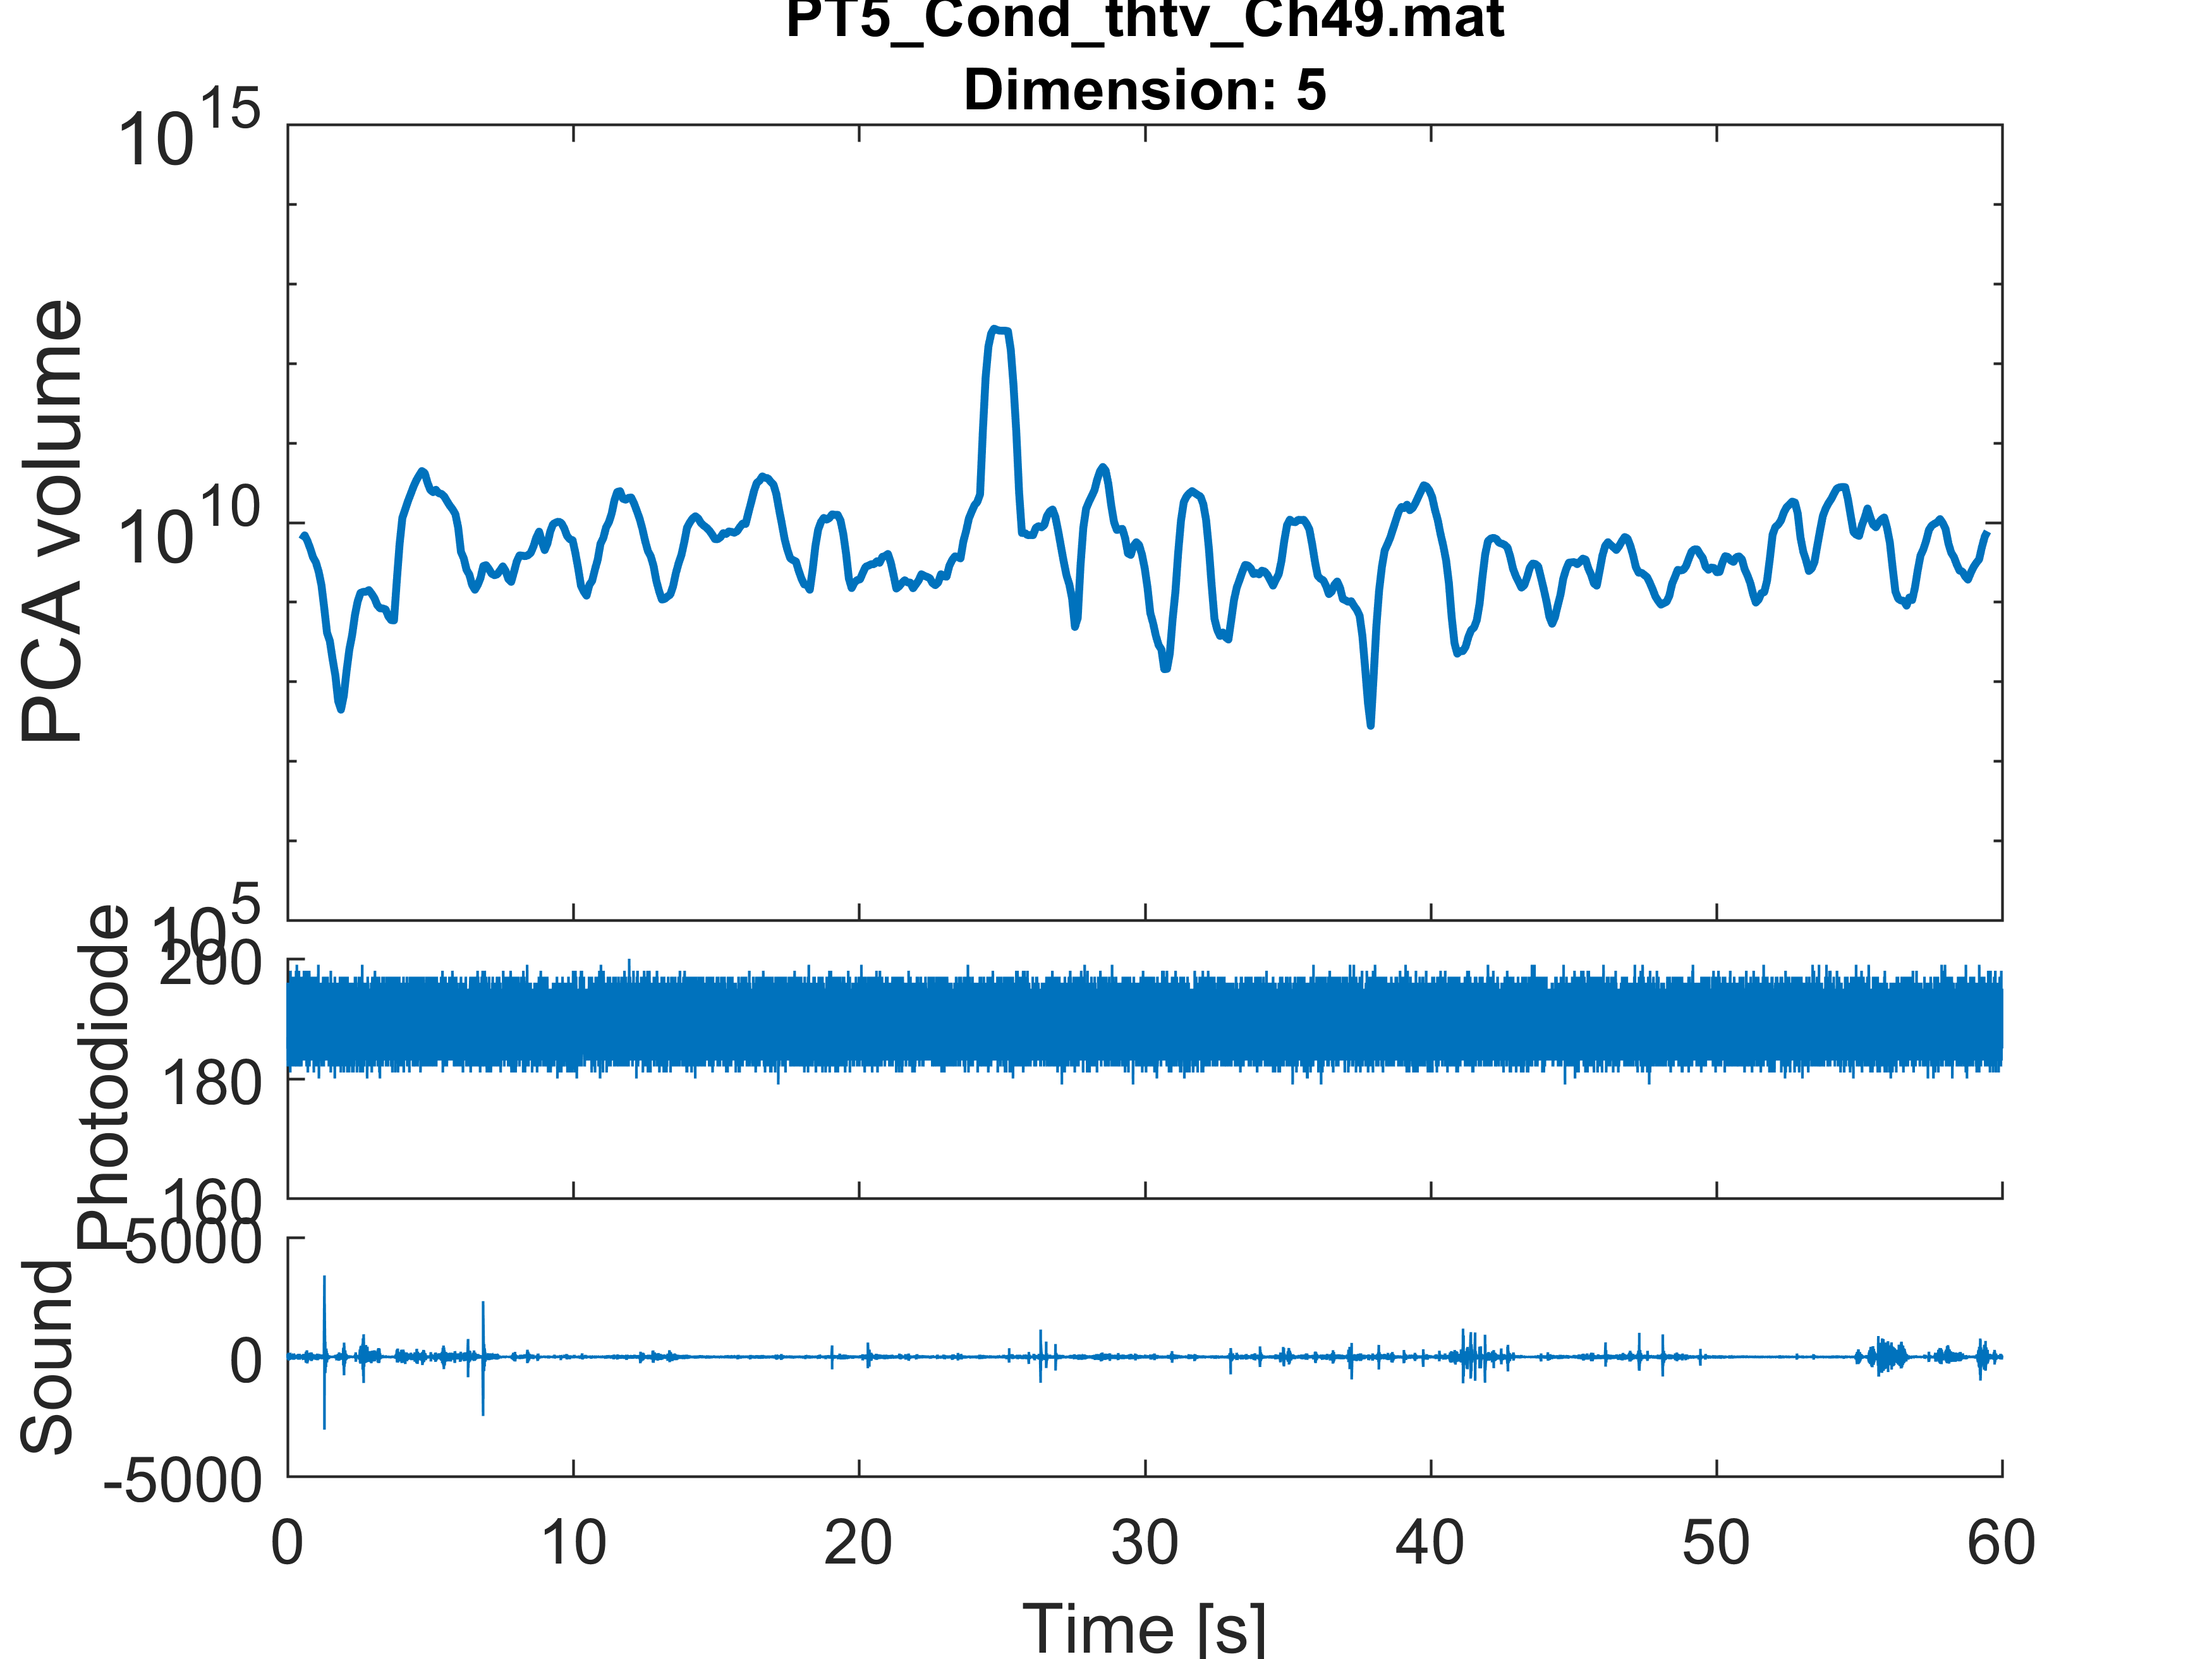 PT5_Cond_thtv_Ch49.mat
Dimension: 5
PCA volume
10^15
10^10
10^5
Photodiode
200
180
160
Sound
5000
0
-5000
0 10 20 30 40 50 60
Time [s]